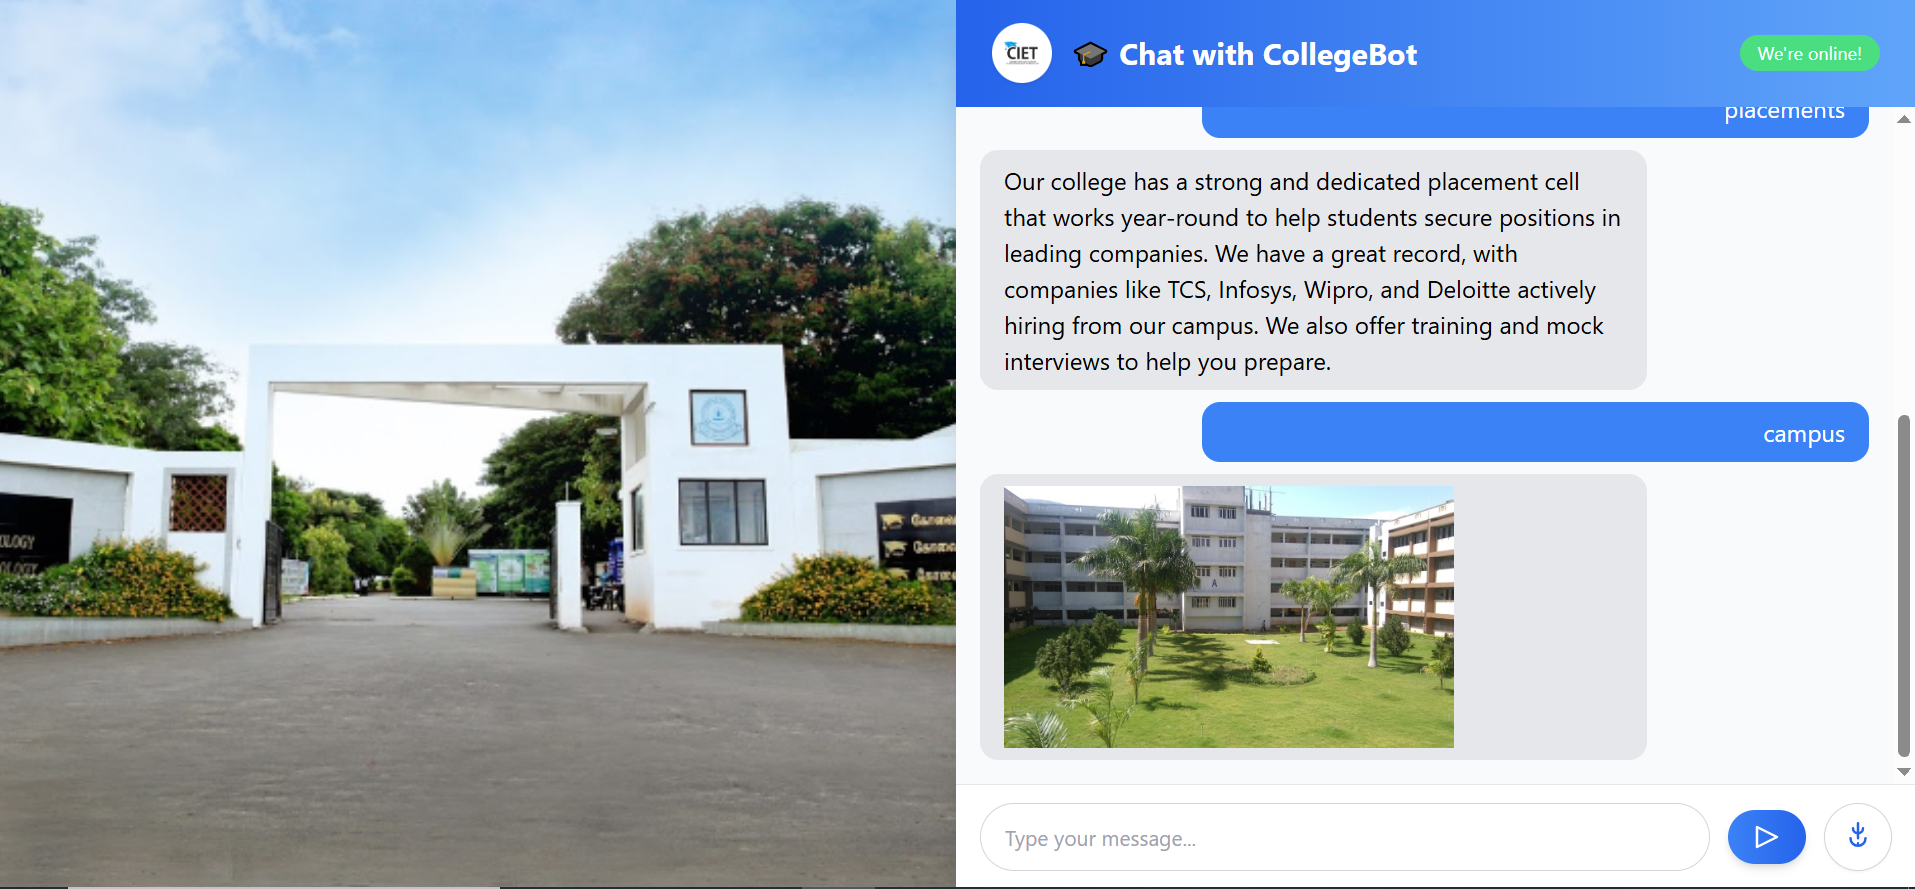 OLOGY
OLOGY
CIET
Chat with CollegeBot
We're online!
placements
Our college has a strong and dedicated placement cell
that works year-round to help students secure positions in
leading companies. We have a great record, with
companies like TCS, Infosys, Wipro, and Deloitte actively
hiring from our campus. We also offer training and mock
interviews to help you prepare.
campus
A
Type your message...